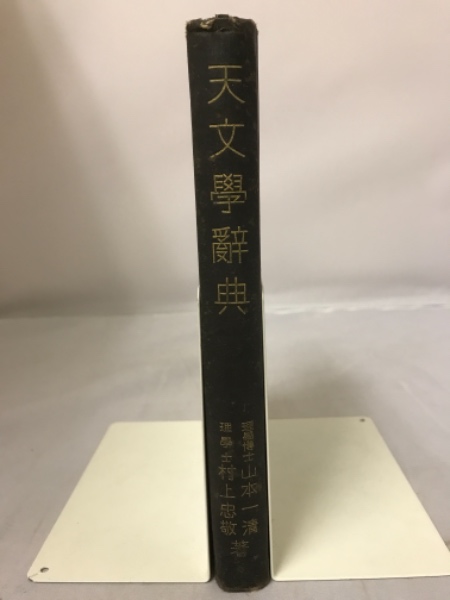 天文學辭典
理學博士 山本一清
理學士 村上忠敬
著